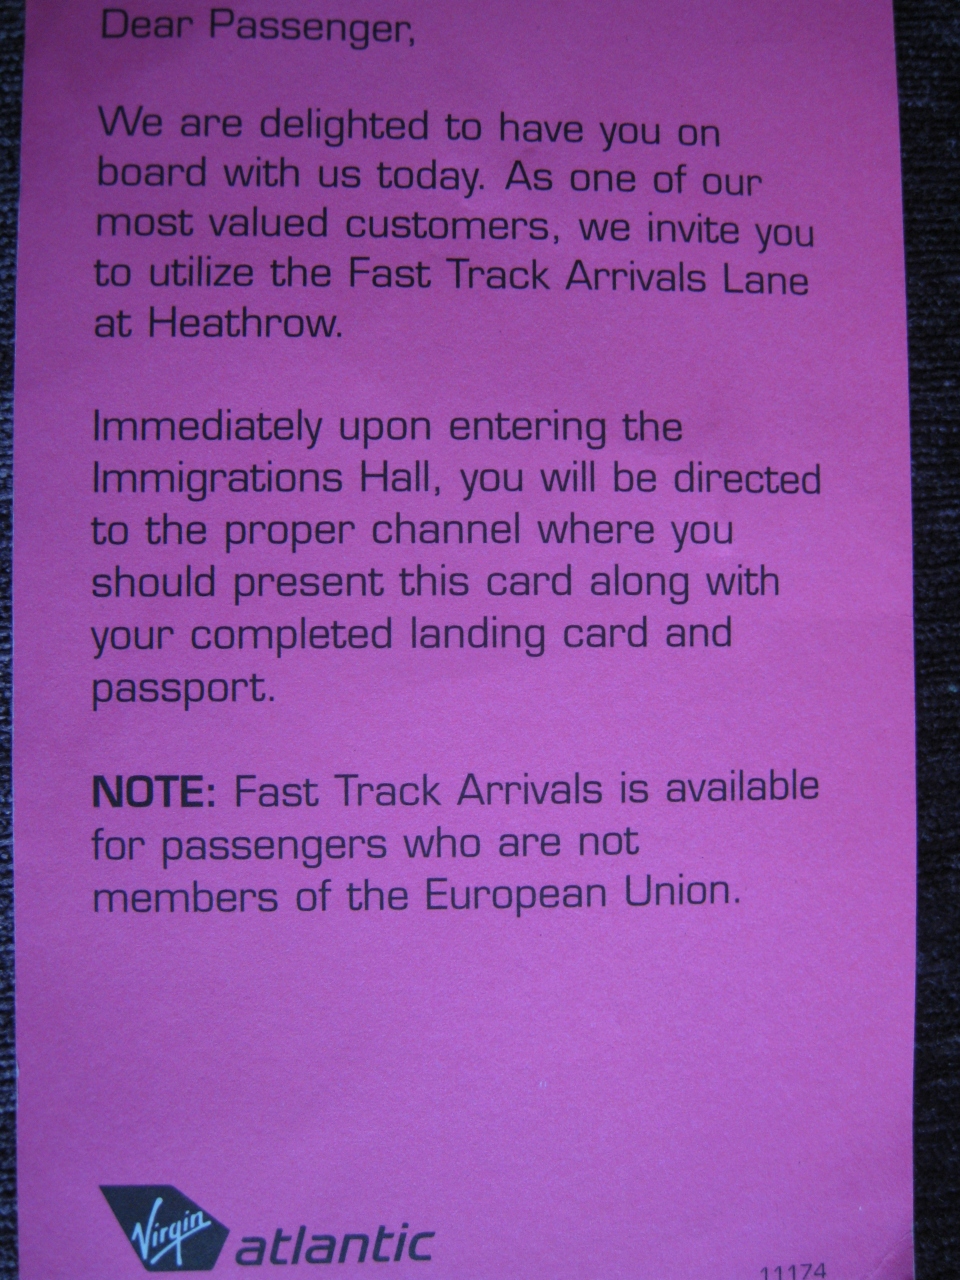 Dear Passenger,
We are delighted to have you on
board with us today. As one of our
most valued customers, we invite you
to utilize the Fast Track Arrivals Lane
at Heathrow.
Immediately upon entering the
Immigrations Hall, you will be directed
to the proper channel where you
should present this card along with
your completed landing card and
passport.
NOTE: Fast Track Arrivals is available
for passengers who are not
members of the European Union.
Virgin atlantic
11174